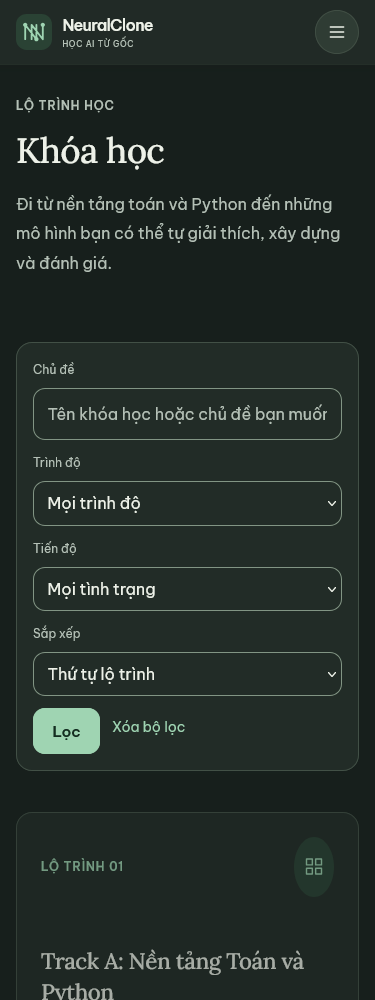 NeuralClone
HỌC AI TỪ GỐC
LỘ TRÌNH HỌC
Khóa học
Đi từ nền tảng toán và Python đến những
mô hình bạn có thể tự giải thích, xây dựng
và đánh giá.
Chủ đề
Tên khóa học hoặc chủ đề bạn muốn
Trình độ
Mọi trình độ
Tiến độ
Mọi tình trạng
Sắp xếp
Thứ tự lộ trình
Lọc
Xóa bộ lọc
LỘ TRÌNH 01
Track A: Nền tảng Toán và
Python